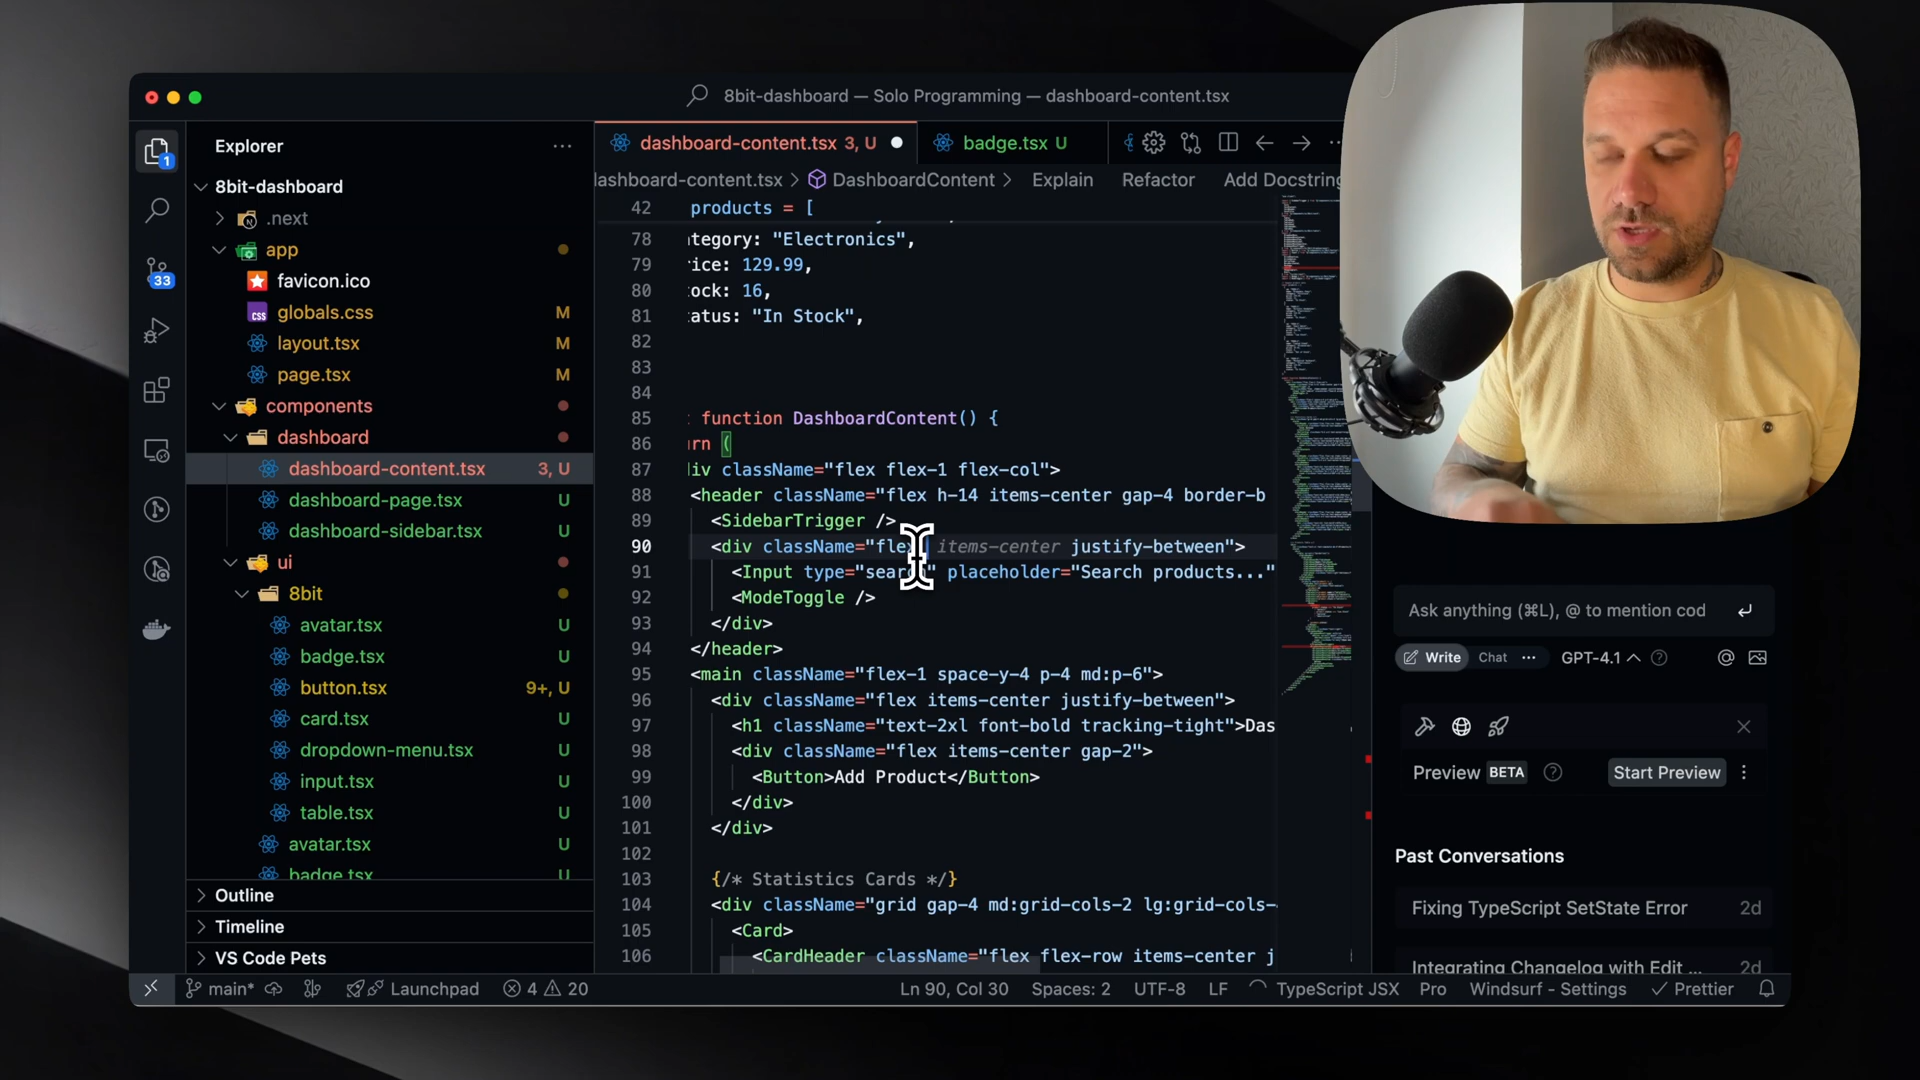 8bit-dashboard — Solo Programming — dashboard-content.tsx
1
33
Explorer
8bit-dashboard
.next
app
favicon.ico
globals.css M
layout.tsx M
page.tsx M
components
dashboard
dashboard-content.tsx 3, U
dashboard-page.tsx U
dashboard-sidebar.tsx U
ui
8bit
avatar.tsx U
badge.tsx U
button.tsx 9+, U
card.tsx U
dropdown-menu.tsx U
input.tsx U
table.tsx U
avatar.tsx U
badge.tsx U
Outline
Timeline
VS Code Pets
dashboard-content.tsx 3, U
badge.tsx U
lashboard-content.tsx > DashboardContent > Explain Refactor Add Docstring
42 products = [
78 tegory: "Electronics",
79 rice: 129.99,
80 ock: 16,
81 atus: "In Stock",
82
83
84
85 function DashboardContent() {
86 rn (
87 div className="flex flex-1 flex-col">
88 <header className="flex h-14 items-center gap-4 border-b
89 <SidebarTrigger />
90 <div className="flex items-center justify-between">
91 <Input type="search" placeholder="Search products..."
92 <ModeToggle />
93 </div>
94 </header>
95 <main className="flex-1 space-y-4 p-4 md:p-6">
96 <div className="flex items-center justify-between">
97 <h1 className="text-2xl font-bold tracking-tight">Das
98 <div className="flex items-center gap-2">
99 <Button>Add Product</Button>
100 </div>
101 </div>
102
103 {/* Statistics Cards */}
104 <div className="grid gap-4 md:grid-cols-2 lg:grid-cols-
105 <Card>
106 <CardHeader className="flex flex-row items-center j
Ask anything (⌘L), @ to mention cod
Write Chat ··· GPT-4.1
Preview BETA Start Preview
Past Conversations
Fixing TypeScript SetState Error 2d
Integrating Changelog with Edit ... 2d
main* Launchpad 4 20
Ln 90, Col 30 Spaces: 2 UTF-8 LF TypeScript JSX Pro Windsurf - Settings Prettier